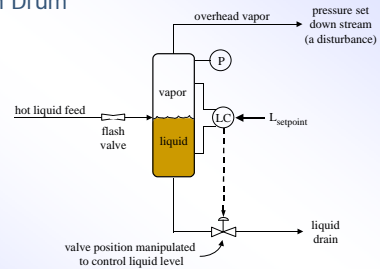 Drum
overhead vapor
pressure set
down stream
(a disturbance)
P
vapor
hot liquid feed
LC
L setpoint
flash
valve
liquid
liquid
drain
valve position manipulated
to control liquid level